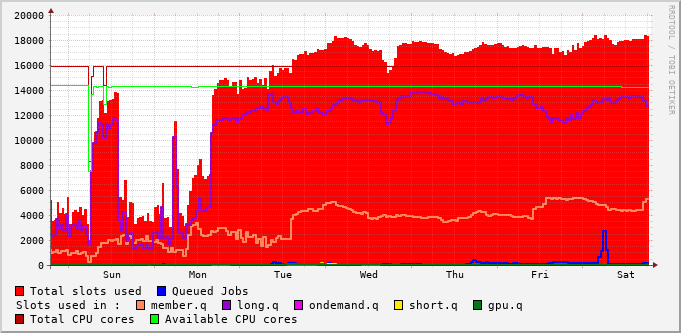 RRDTOOL / TOBI OETIKER
20000
18000
16000
14000
12000
10000
8000
6000
4000
2000
0
Sun Mon Tue Wed Thu Fri Sat
Total slots used Queued Jobs
Slots used in : member.q long.q ondemand.q short.q gpu.q
Total CPU cores Available CPU cores